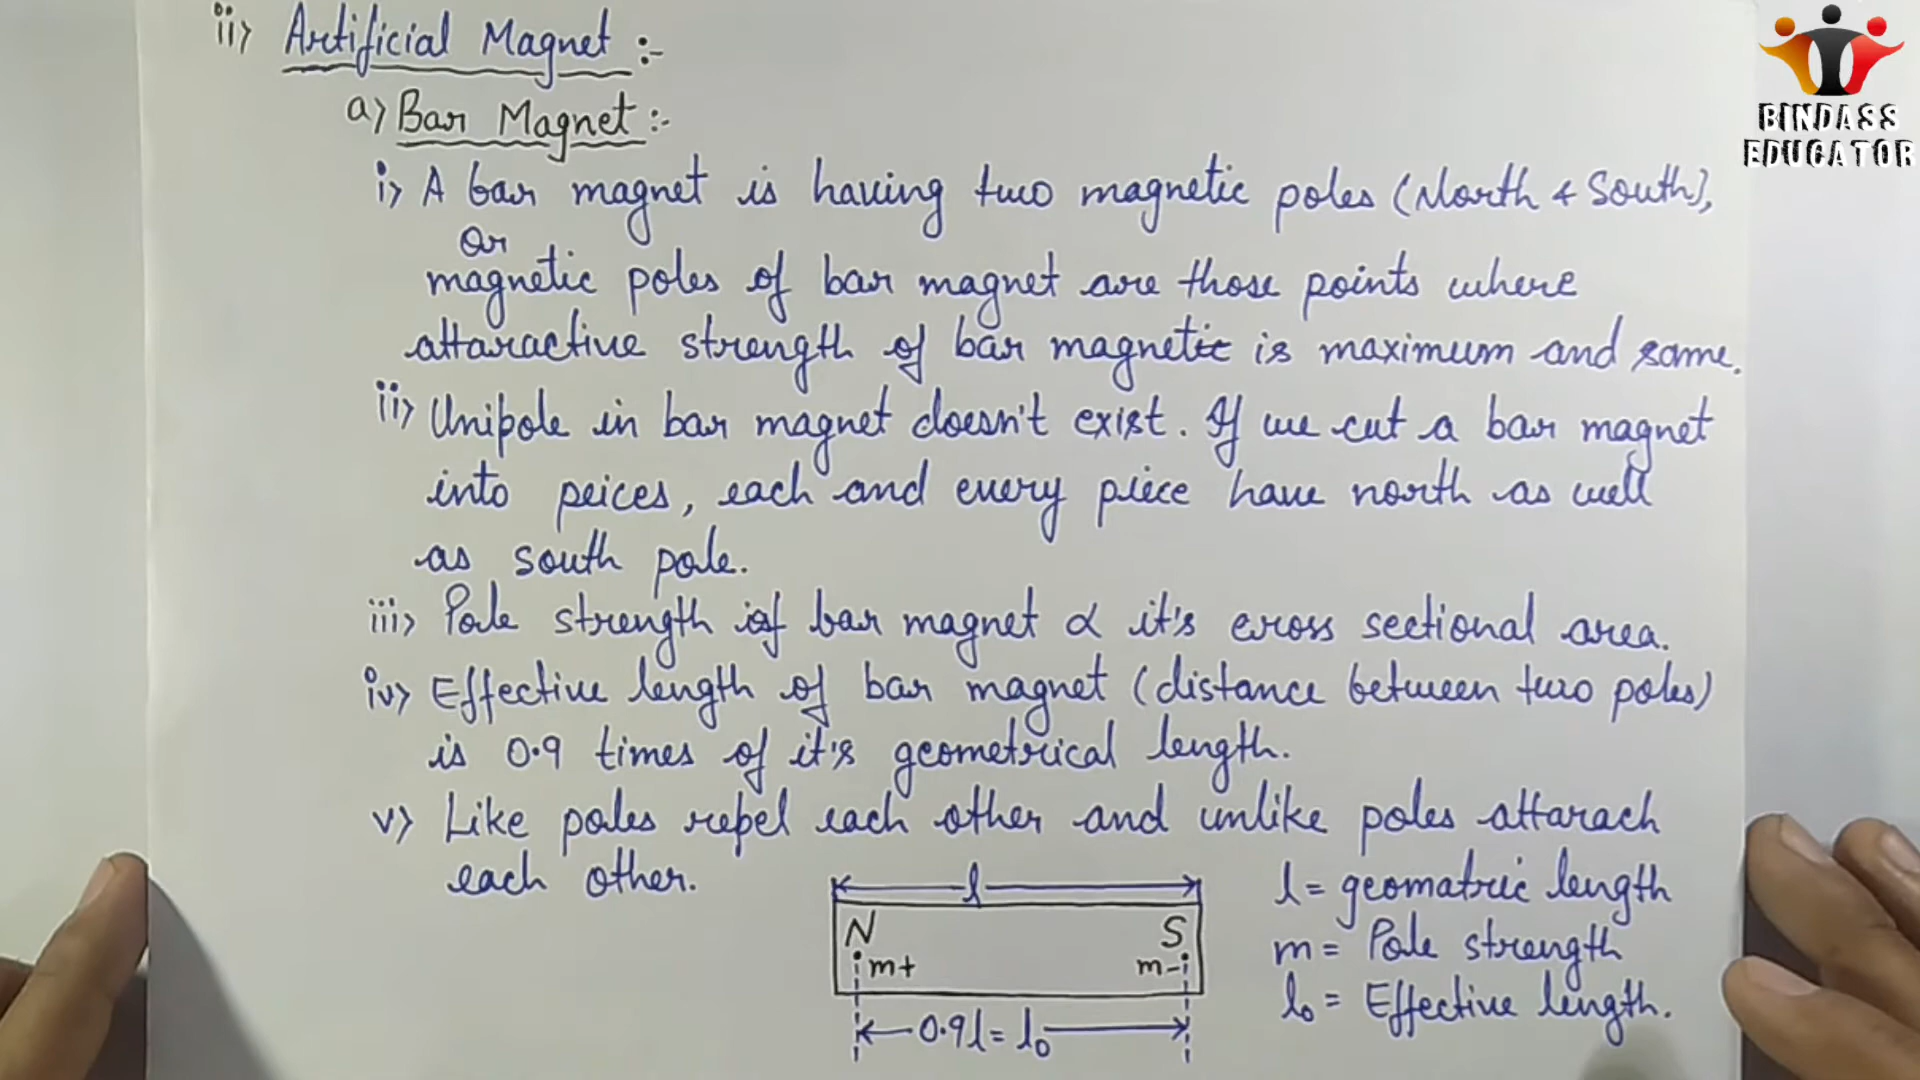 ii> Artificial Magnet :-
a> Bar Magnet :-
i> A bar magnet is having two magnetic poles (North & South),
or
magnetic poles of bar magnet are those points where
attaractive strength of bar magnetic is maximum and same.
ii> Unipole in bar magnet doesn't exist. If we cut a bar magnet
into peices, each and every piece have north as well
as south pole.
iii> Pole strength of bar magnet ∝ it's cross sectional area.
iv> Effective length of bar magnet (distance between two poles)
is 0.9 times of it's geometrical length.
v> Like poles repel each other and unlike poles attarach
each other.
l
N S
m+ m-
0.9l = l₀
l = geomatric length
m = Pole strength
l₀ = Effective length.
BINDASS
EDUCATOR